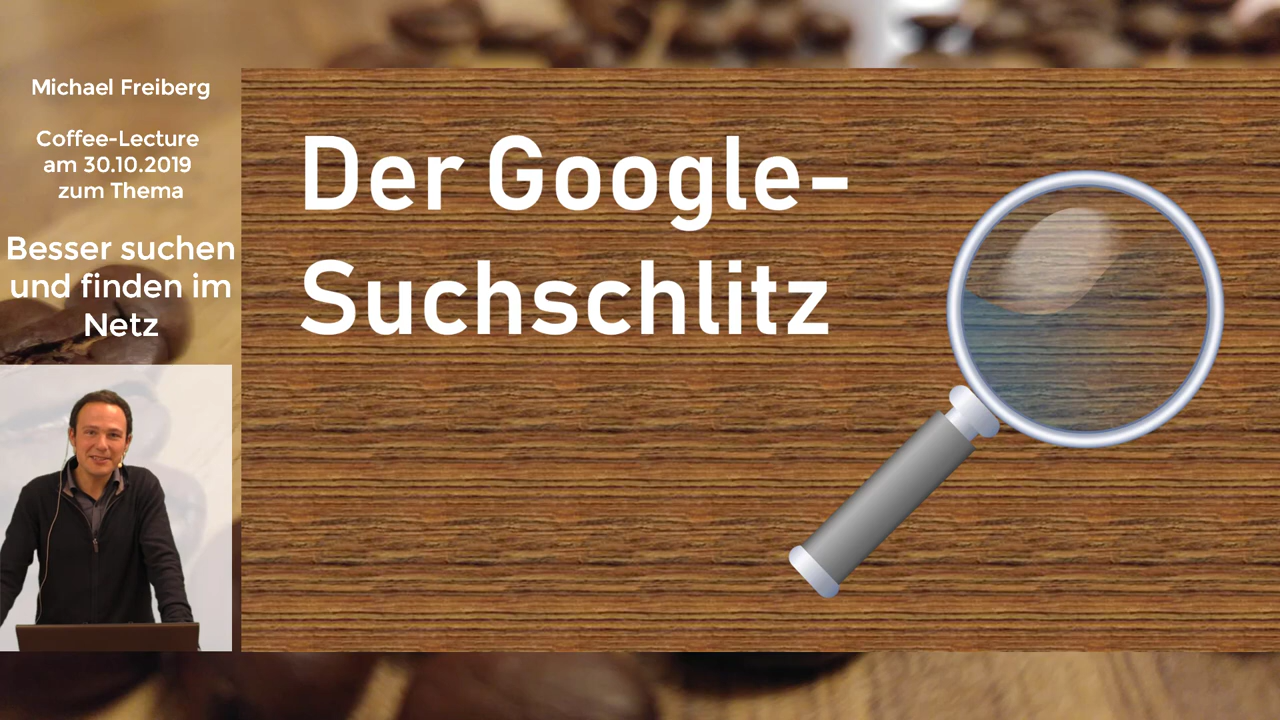 Michael Freiberg
Coffee-Lecture
am 30.10.2019
zum Thema
Besser suchen
und finden im
Netz
Der Google-
Suchschlitz